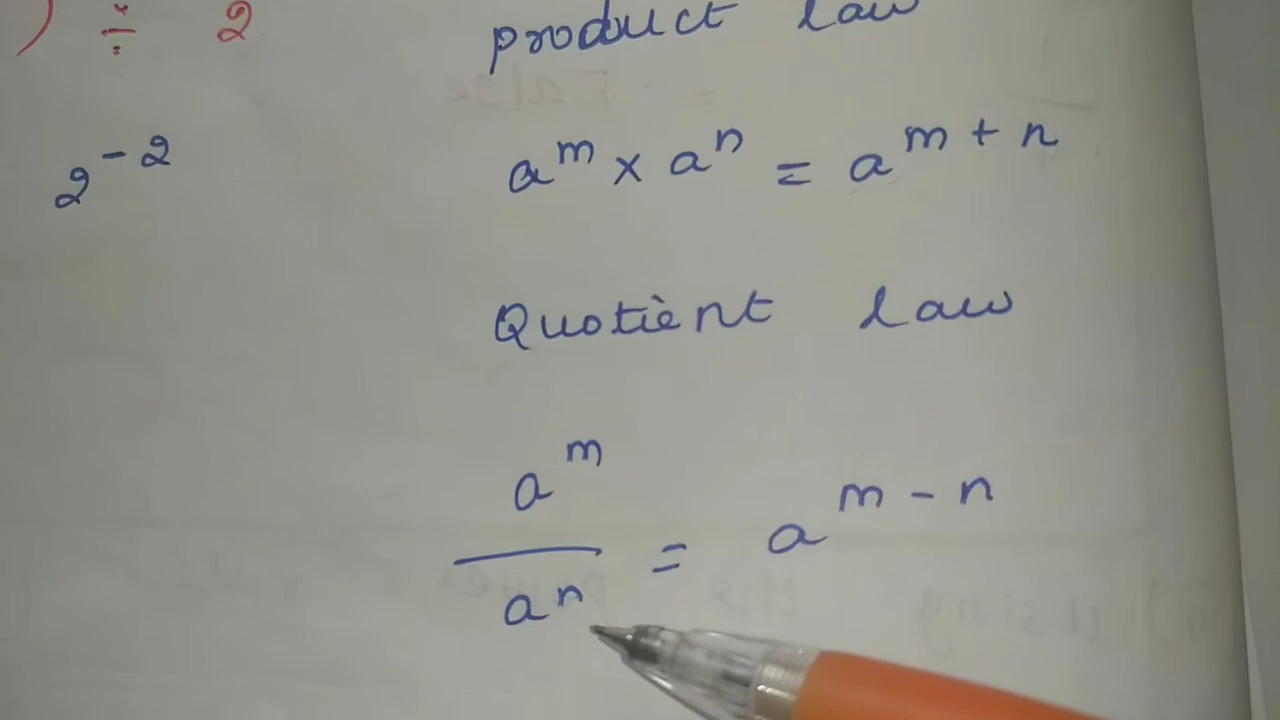 ) ÷ 2
product law
2^-2
a^m × a^n = a^m+n
Quotient law
a^m / a^n = a^m-n